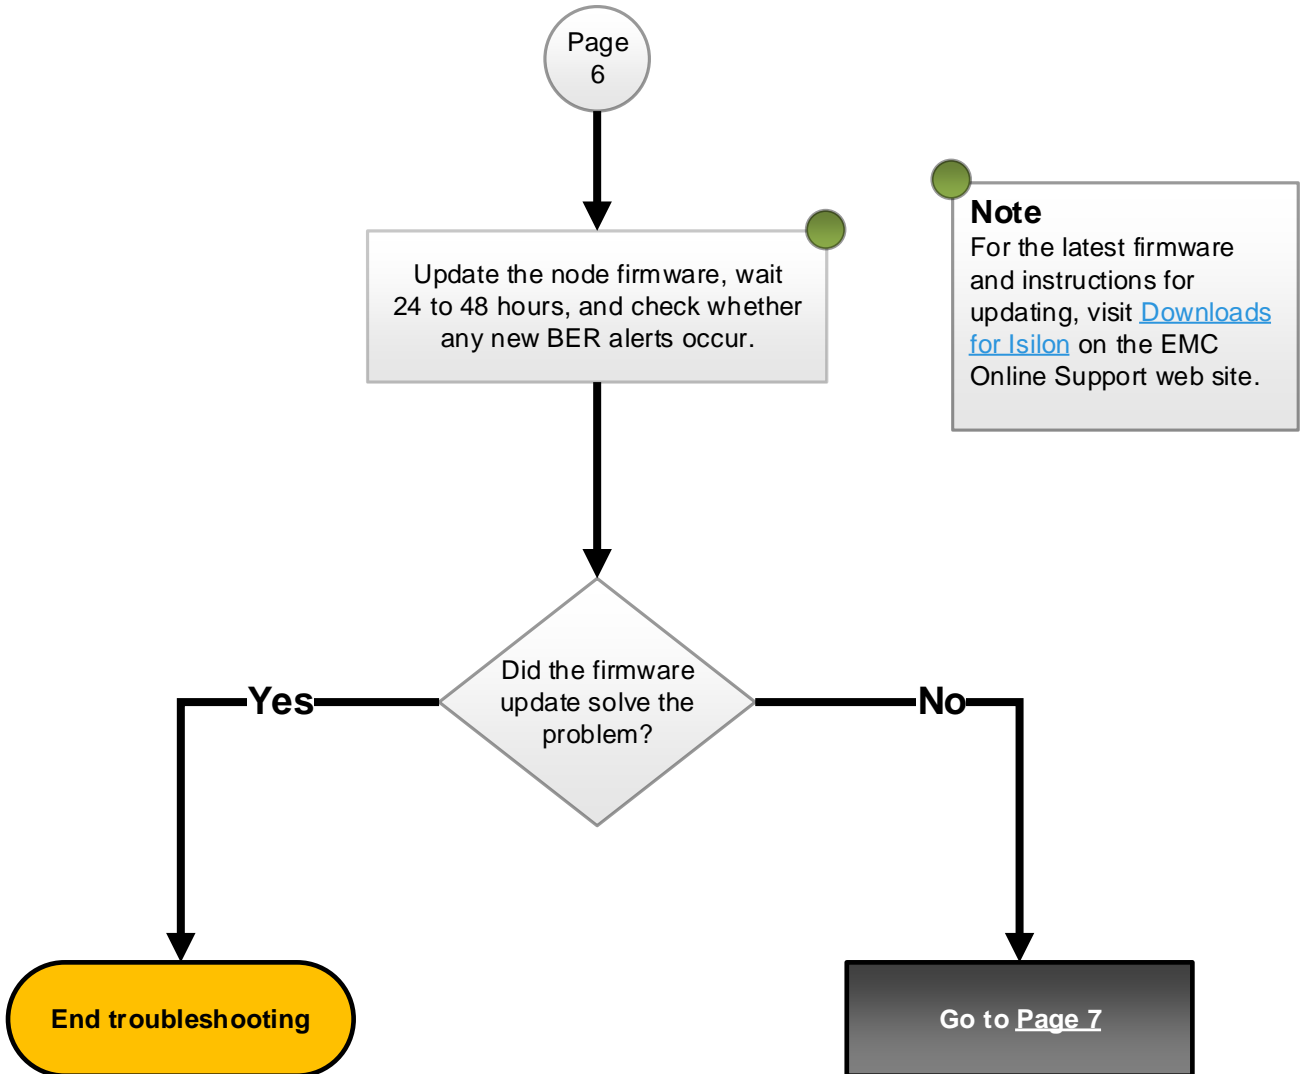 Page
6
Update the node firmware, wait
24 to 48 hours, and check whether
any new BER alerts occur.
Note
For the latest firmware
and instructions for
updating, visit Downloads
for Isilon on the EMC
Online Support web site.
Did the firmware
update solve the
problem?
Yes
No
End troubleshooting
Go to Page 7